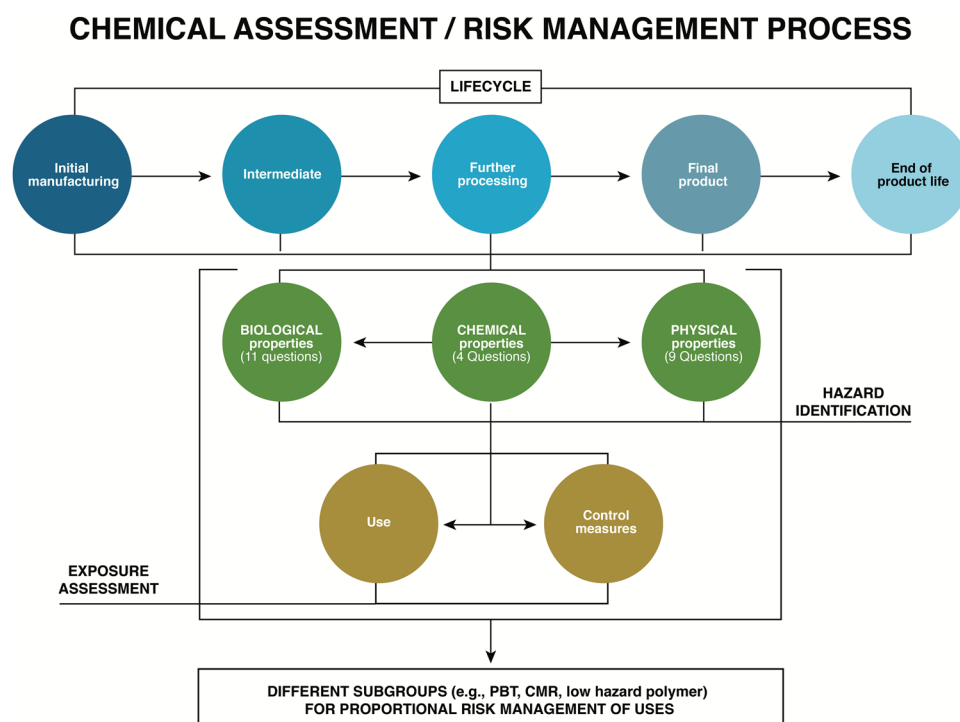 CHEMICAL ASSESSMENT / RISK MANAGEMENT PROCESS
LIFECYCLE
Initial
manufacturing
Intermediate
Further
processing
Final
product
End of
product life
BIOLOGICAL
properties
(11 questions)
CHEMICAL
properties
(4 Questions)
PHYSICAL
properties
(9 Questions)
HAZARD
IDENTIFICATION
Use
Control
measures
EXPOSURE
ASSESSMENT
DIFFERENT SUBGROUPS (e.g., PBT, CMR, low hazard polymer)
FOR PROPORTIONAL RISK MANAGEMENT OF USES